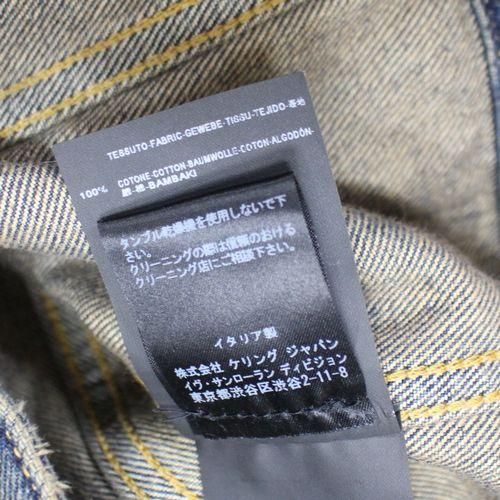 TESSUTO-FABRIC-GEWEBE-TISSU-TEJIDO-基地
100% COTONE-COTTON-BAUMWOLLE-COTON-ALGODÓN-
綿-棉-BAMBAKI
タンブル乾燥機を使用しないで下
さい。
クリーニングの際は信頼のおける
クリーニング店にご相談下さい。
イタリア製
株式会社 ケリング ジャパン
イヴ・サンローラン ディビジョン
東京都渋谷区渋谷2-11-8